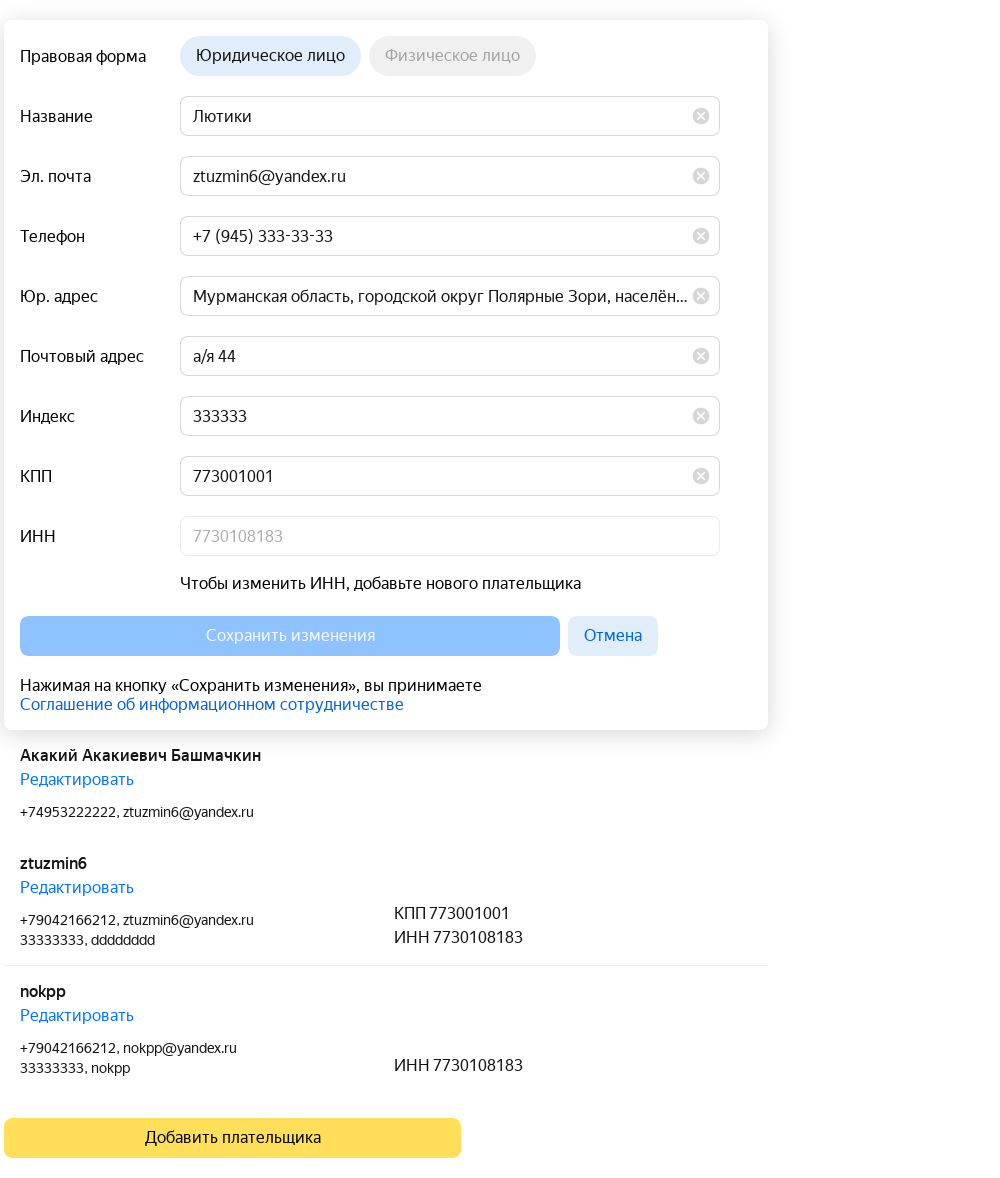 Правовая форма Юридическое лицо Физическое лицо
Название Лютики
Эл. почта ztuzmin6@yandex.ru
Телефон +7 (945) 333-33-33
Юр. адрес Мурманская область, городской округ Полярные Зори, населён...
Почтовый адрес а/я 44
Индекс 333333
КПП 773001001
ИНН 7730108183
Чтобы изменить ИНН, добавьте нового плательщика
Сохранить изменения Отмена
Нажимая на кнопку «Сохранить изменения», вы принимаете
Соглашение об информационном сотрудничестве
Акакий Акакиевич Башмачкин
Редактировать
+74953222222, ztuzmin6@yandex.ru
ztuzmin6
Редактировать
+79042166212, ztuzmin6@yandex.ru
33333333, dddddddd
КПП 773001001
ИНН 7730108183
nokpp
Редактировать
+79042166212, nokpp@yandex.ru
33333333, nokpp
ИНН 7730108183
Добавить плательщика